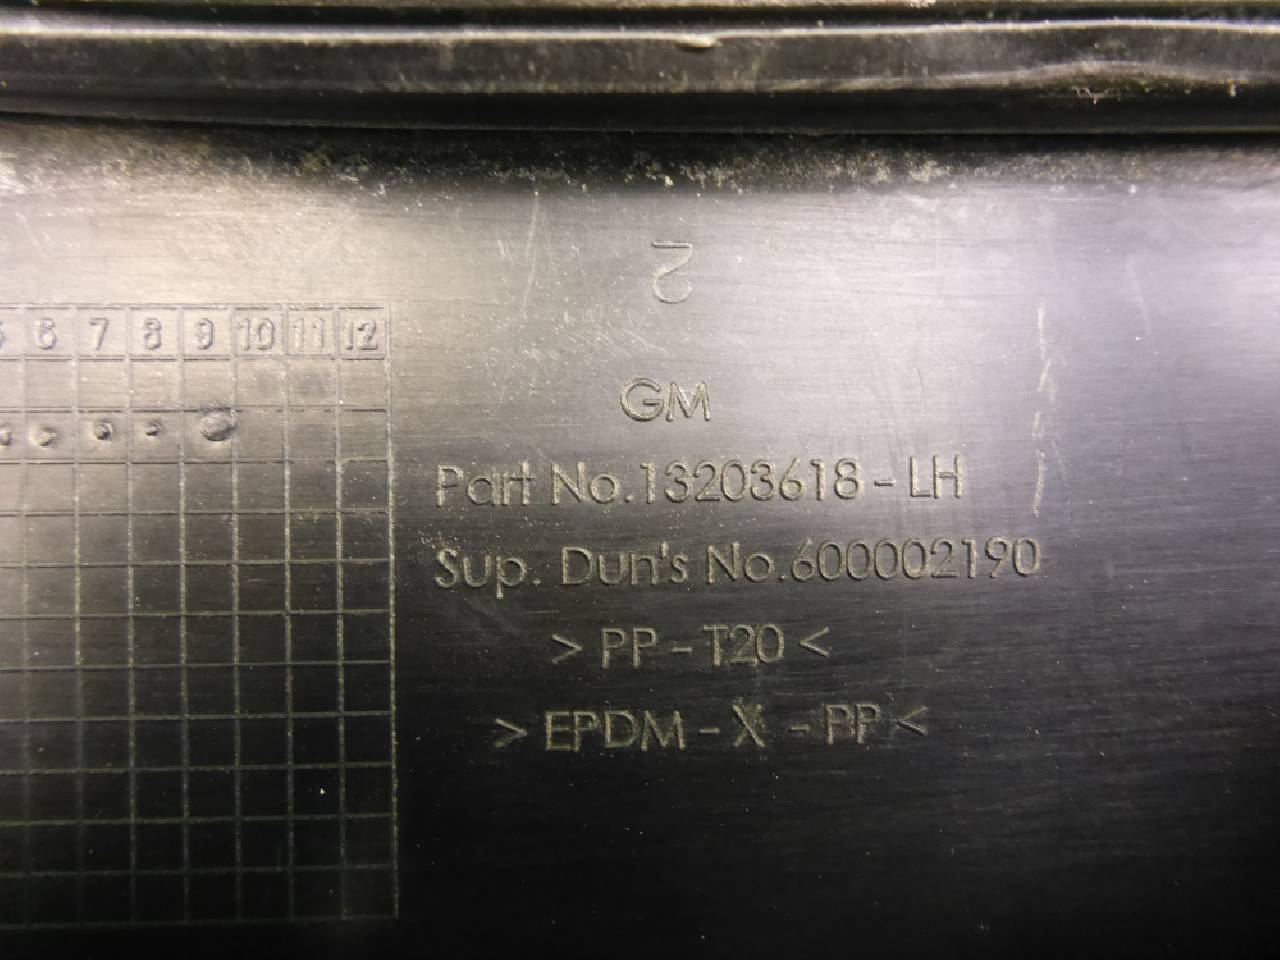 2
6 7 8 9 10 11 12
GM
Part No.13203618-LH
Sup. Dun's No.600002190
>PP-T20<
>EPDM-X-PP<